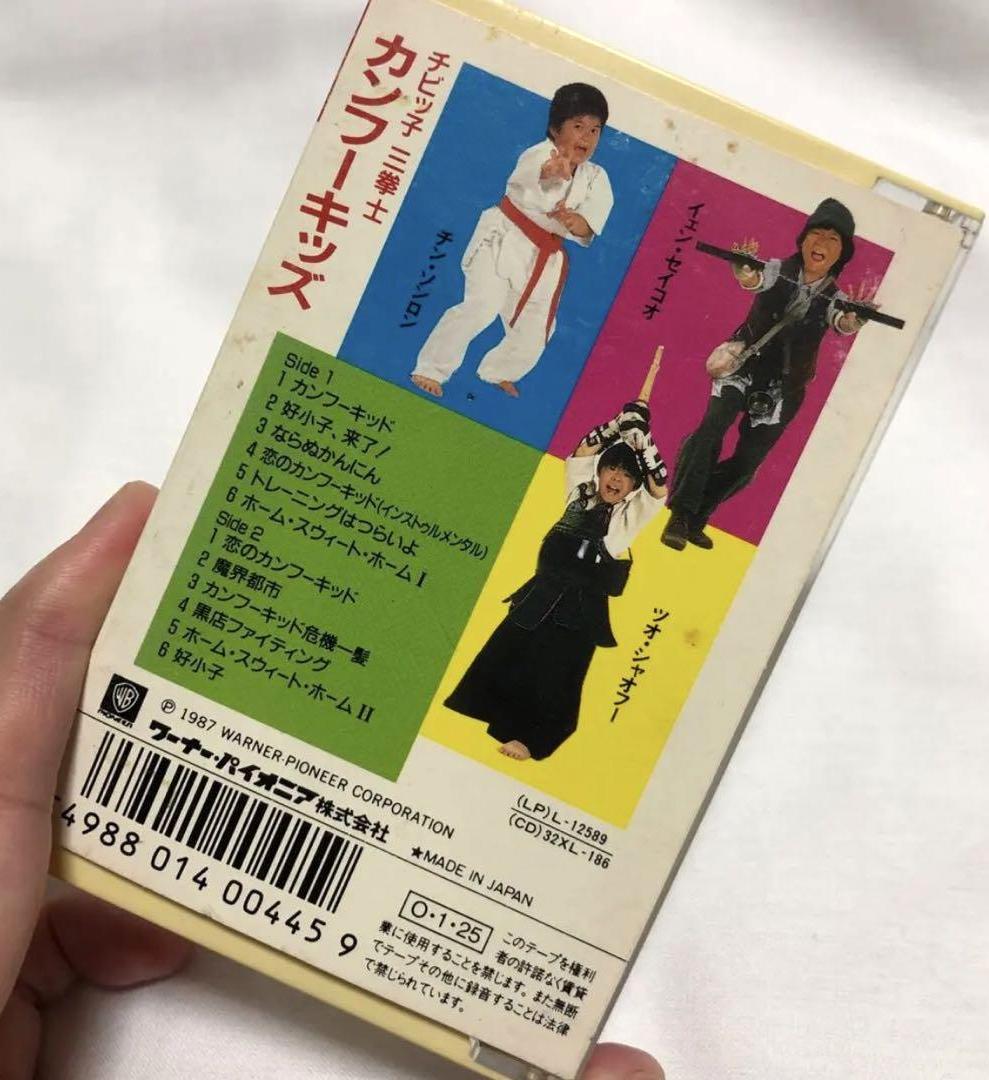 チビッ子 三拳士
カンフーキッズ
チン・ソンロン
イェン・セイコオ
ツオ・シャオフー
Side 1
1 カンフーキッド
2 好小子、来了!
3 ならぬかんにん
4 恋のカンフーキッド(インストゥルメンタル)
5 トレーニングはつらいよ
6 ホーム・スウィート・ホーム I
Side 2
1 恋のカンフーキッド
2 魔界都市
3 カンフーキッド危機一髪
4 黒店ファイティング
5 ホーム・スウィート・ホーム II
6 好小子
WB
PIONEER
Ⓟ 1987 WARNER-PIONEER CORPORATION
ワーナー・パイオニア株式会社
★MADE IN JAPAN
(LP)L-12589
(CD)32XL-186
4988 014 00445 9
O・1・25
このテープを権利
者の許諾なく賃貸
業に使用することを禁じます。また無断
でテープその他に録音することは法律
で禁じられています。